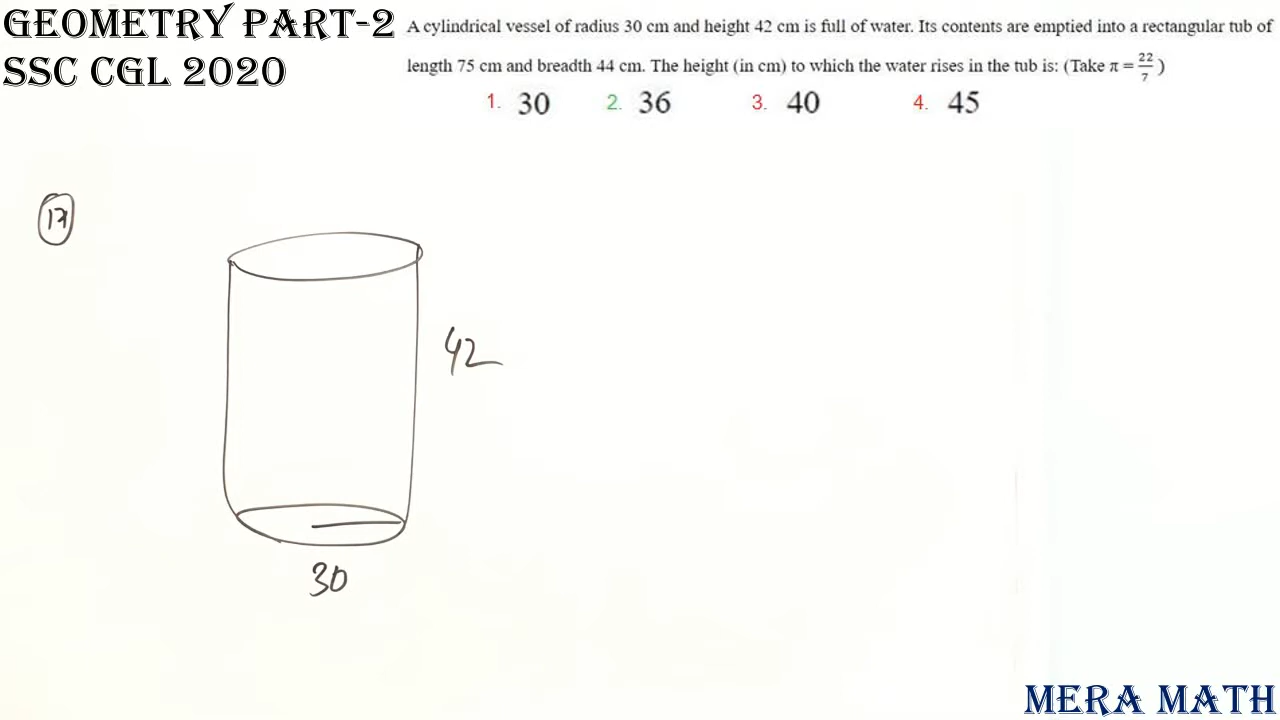 GEOMETRY PART-2
SSC CGL 2020
A cylindrical vessel of radius 30 cm and height 42 cm is full of water. Its contents are emptied into a rectangular tub of
length 75 cm and breadth 44 cm. The height (in cm) to which the water rises in the tub is: (Take π = 22/7 )
1. 30 2. 36 3. 40 4. 45
17
42
30
MERA MATH